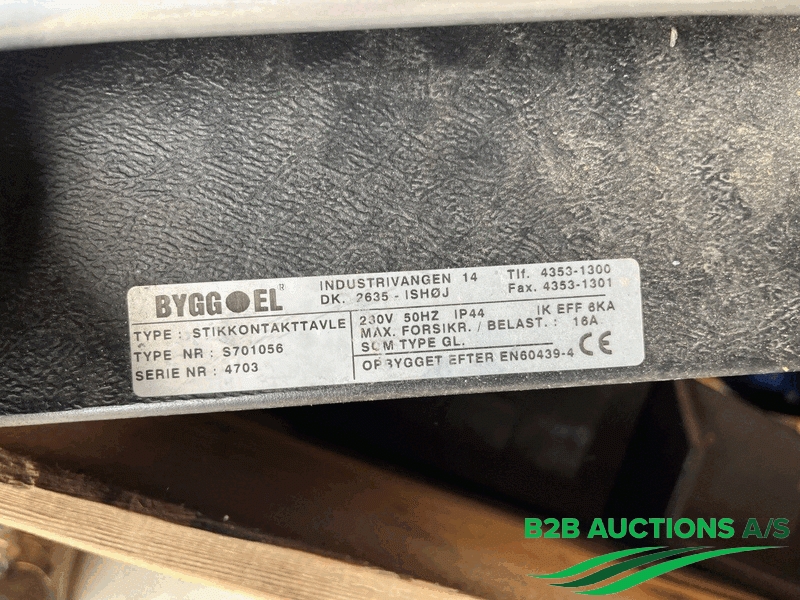 BYGG●EL®
INDUSTRIVANGEN 14 Tlf. 4353-1300
DK. 2635 - ISHØJ Fax. 4353-1301
TYPE : STIKKONTAKTTAVLE
TYPE NR : S701056
SERIE NR : 4703
230V 50HZ IP44 IK EFF 6KA
MAX. FORSIKR. / BELAST. : 16A
SOM TYPE GL.
OPBYGGET EFTER EN60439-4 CE
B2B AUCTIONS A/S